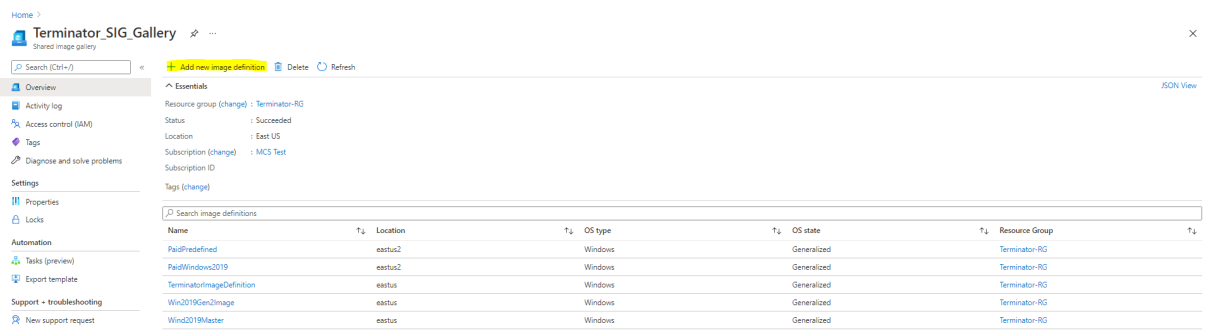 Home >
Terminator_SIG_Gallery ...
Shared image gallery
Search (Ctrl+/) «
+ Add new image definition Delete Refresh
Overview
Activity log
Access control (IAM)
Tags
Diagnose and solve problems
Settings
Properties
Locks
Automation
Tasks (preview)
Export template
Support + troubleshooting
New support request
Essentials JSON View
Resource group (change) : Terminator-RG
Status : Succeeded
Location : East US
Subscription (change) : MCS Test
Subscription ID
Tags (change)
Search image definitions
Name ↑↓ Location ↑↓ OS type ↑↓ OS state ↑↓ Resource Group ↑↓
PaidPredefined eastus2 Windows Generalized Terminator-RG
PaidWindows2019 eastus2 Windows Generalized Terminator-RG
TerminatorImageDefinition eastus Windows Generalized Terminator-RG
Win2019Gen2Image eastus Windows Generalized Terminator-RG
Wind2019Master eastus Windows Generalized Terminator-RG